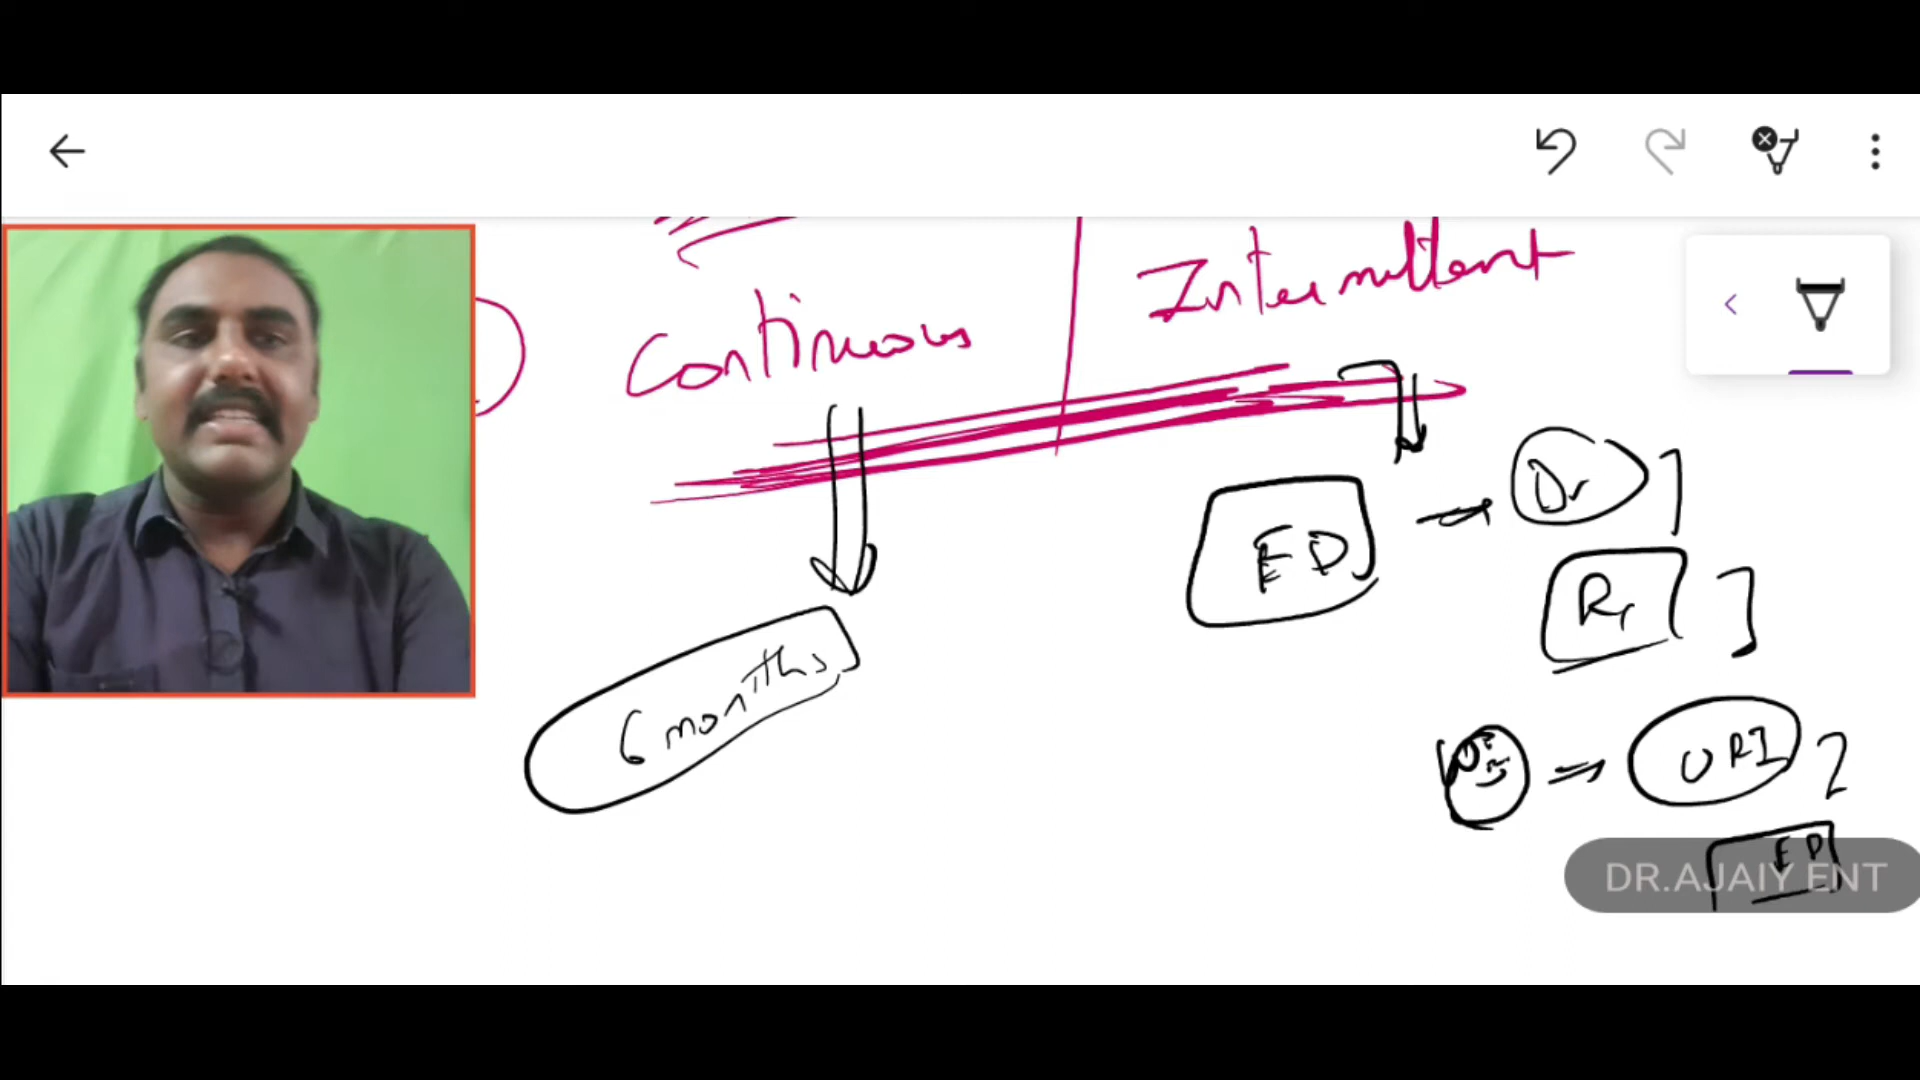 Continuous
Intermittent
ED
Dr
Rr
6 months
URI
ED
DR.AJAIY ENT